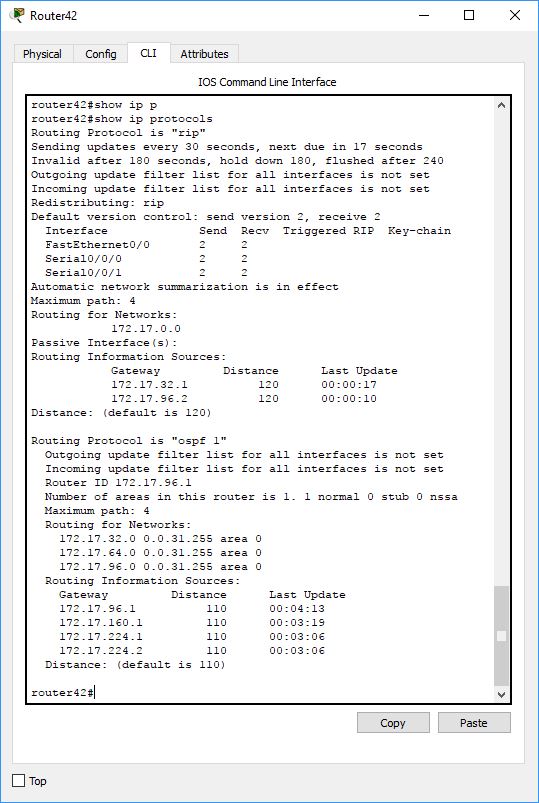 Router42
Physical Config CLI Attributes
IOS Command Line Interface
router42#show ip p
router42#show ip protocols
Routing Protocol is "rip"
Sending updates every 30 seconds, next due in 17 seconds
Invalid after 180 seconds, hold down 180, flushed after 240
Outgoing update filter list for all interfaces is not set
Incoming update filter list for all interfaces is not set
Redistributing: rip
Default version control: send version 2, receive 2
  Interface             Send  Recv  Triggered RIP  Key-chain
  FastEthernet0/0       2     2
  Serial0/0/0           2     2
  Serial0/0/1           2     2
Automatic network summarization is in effect
Maximum path: 4
Routing for Networks:
            172.17.0.0
Passive Interface(s):
Routing Information Sources:
            Gateway         Distance      Last Update
            172.17.32.1          120      00:00:17
            172.17.96.2          120      00:00:10
Distance: (default is 120)

Routing Protocol is "ospf 1"
  Outgoing update filter list for all interfaces is not set
  Incoming update filter list for all interfaces is not set
  Router ID 172.17.96.1
  Number of areas in this router is 1. 1 normal 0 stub 0 nssa
  Maximum path: 4
  Routing for Networks:
    172.17.32.0 0.0.31.255 area 0
    172.17.64.0 0.0.31.255 area 0
    172.17.96.0 0.0.31.255 area 0
  Routing Information Sources:
    Gateway         Distance      Last Update
    172.17.96.1          110      00:04:13
    172.17.160.1         110      00:03:19
    172.17.224.1         110      00:03:06
    172.17.224.2         110      00:03:06
  Distance: (default is 110)

router42#
Copy Paste
Top